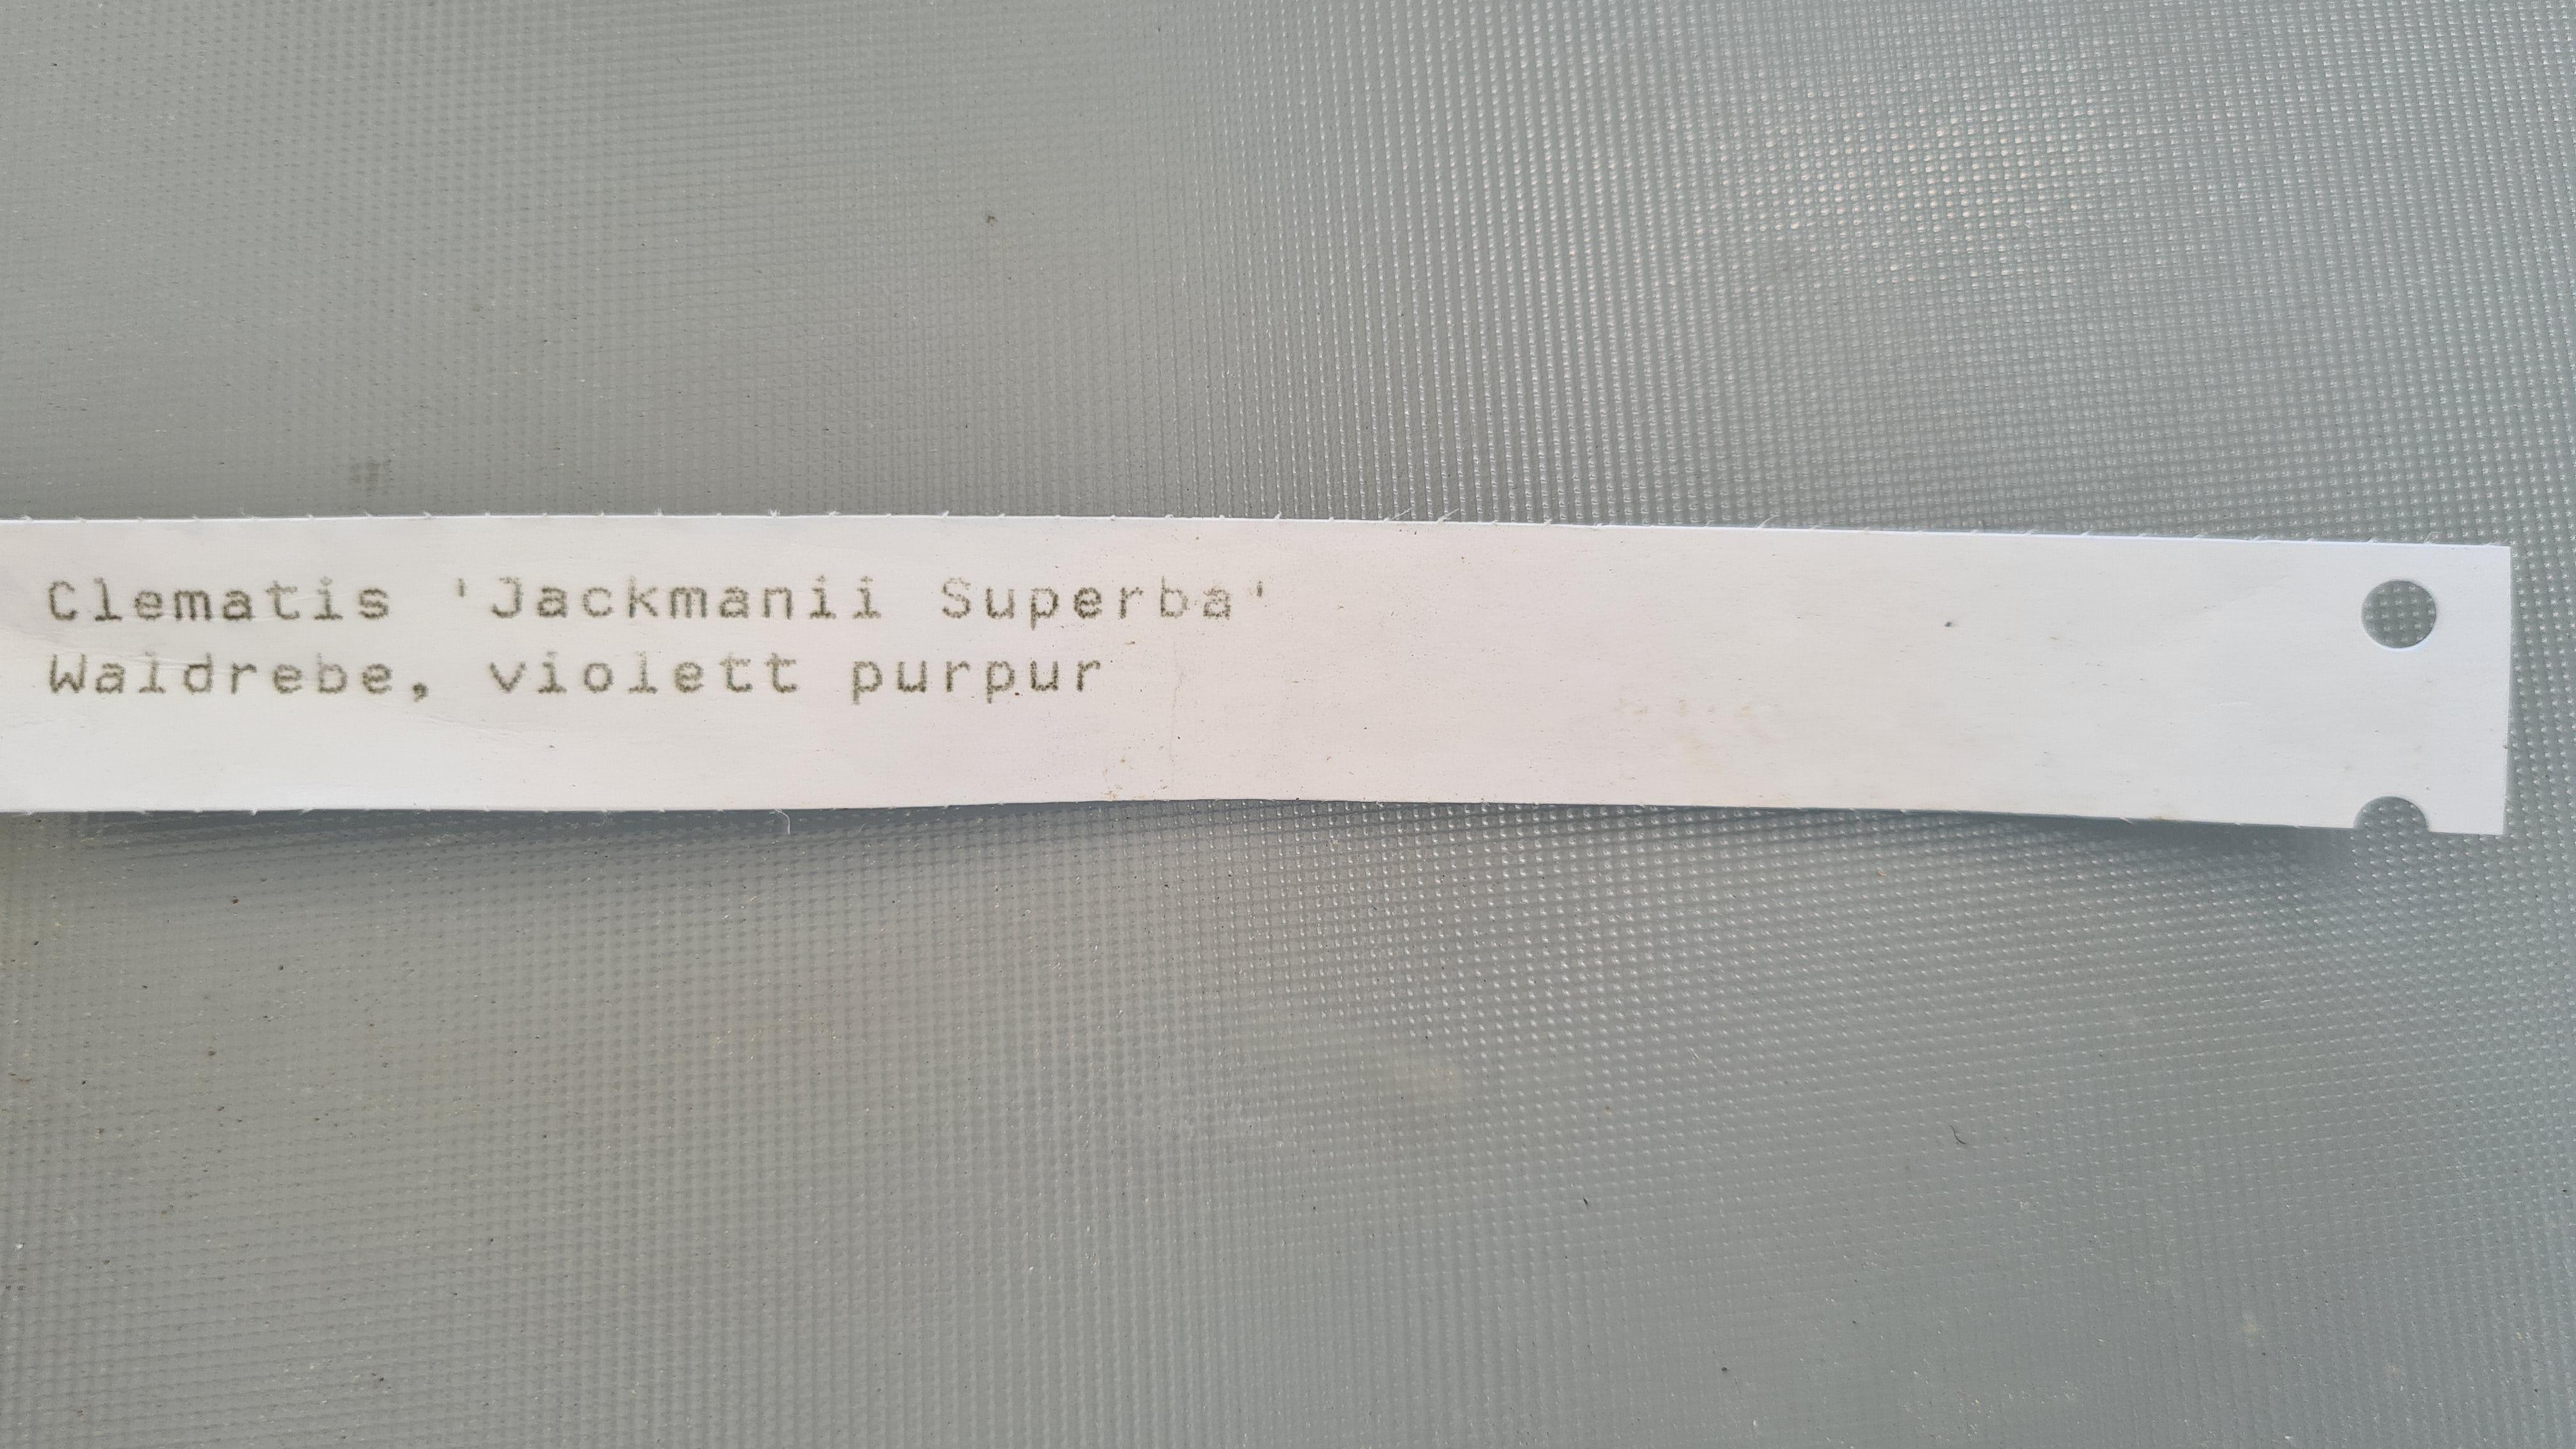 Clematis 'Jackmanii Superba'
Waldrebe, violett purpur